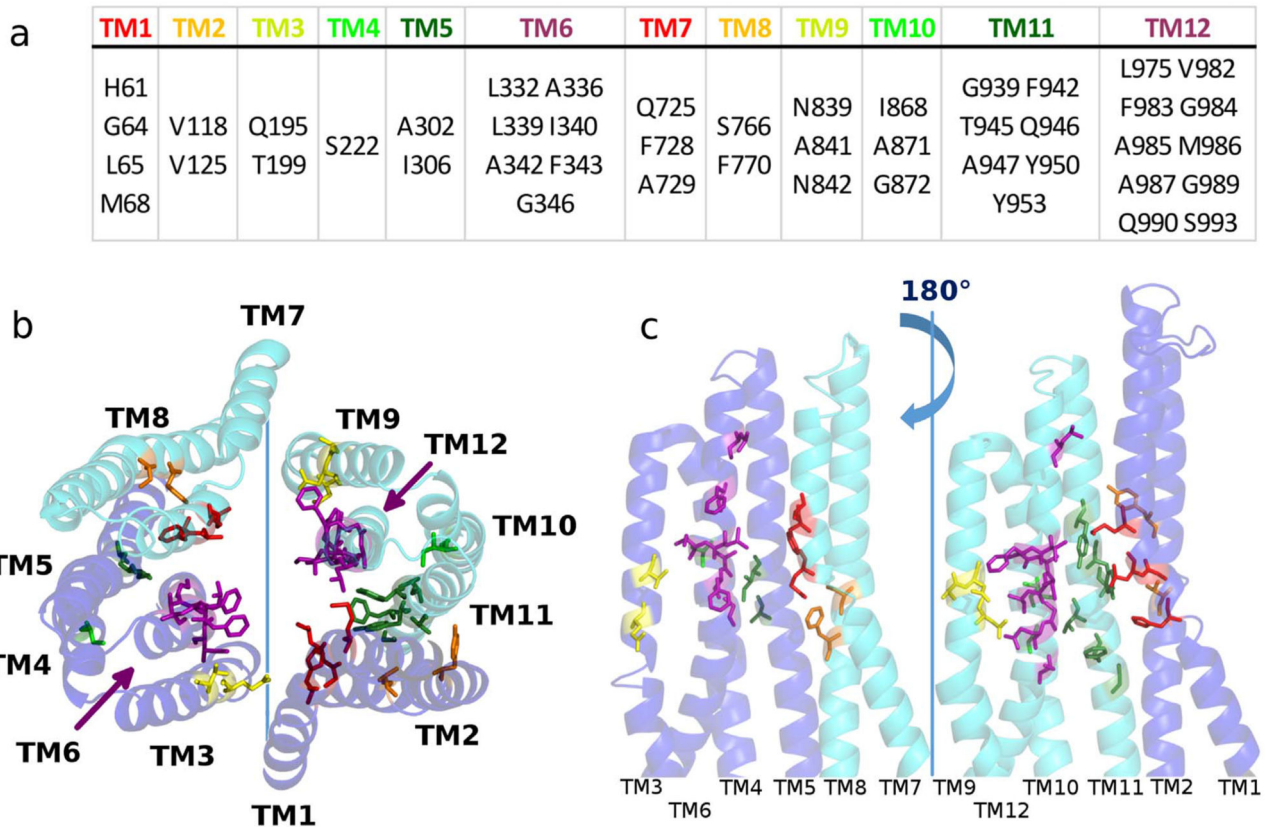 a
TM1 TM2 TM3 TM4 TM5 TM6 TM7 TM8 TM9 TM10 TM11 TM12
H61
G64
L65
M68
V118
V125
Q195
T199
S222
A302
I306
L332 A336
L339 I340
A342 F343
G346
Q725
F728
A729
S766
F770
N839
A841
N842
I868
A871
G872
G939 F942
T945 Q946
A947 Y950
Y953
L975 V982
F983 G984
A985 M986
A987 G989
Q990 S993
b
TM7
TM8
TM9
TM12
TM5
TM10
TM11
TM4
TM6
TM3
TM2
TM1
c
180°
TM3 TM4 TM5 TM8 TM7 TM9 TM10 TM11 TM2 TM1
TM6 TM12